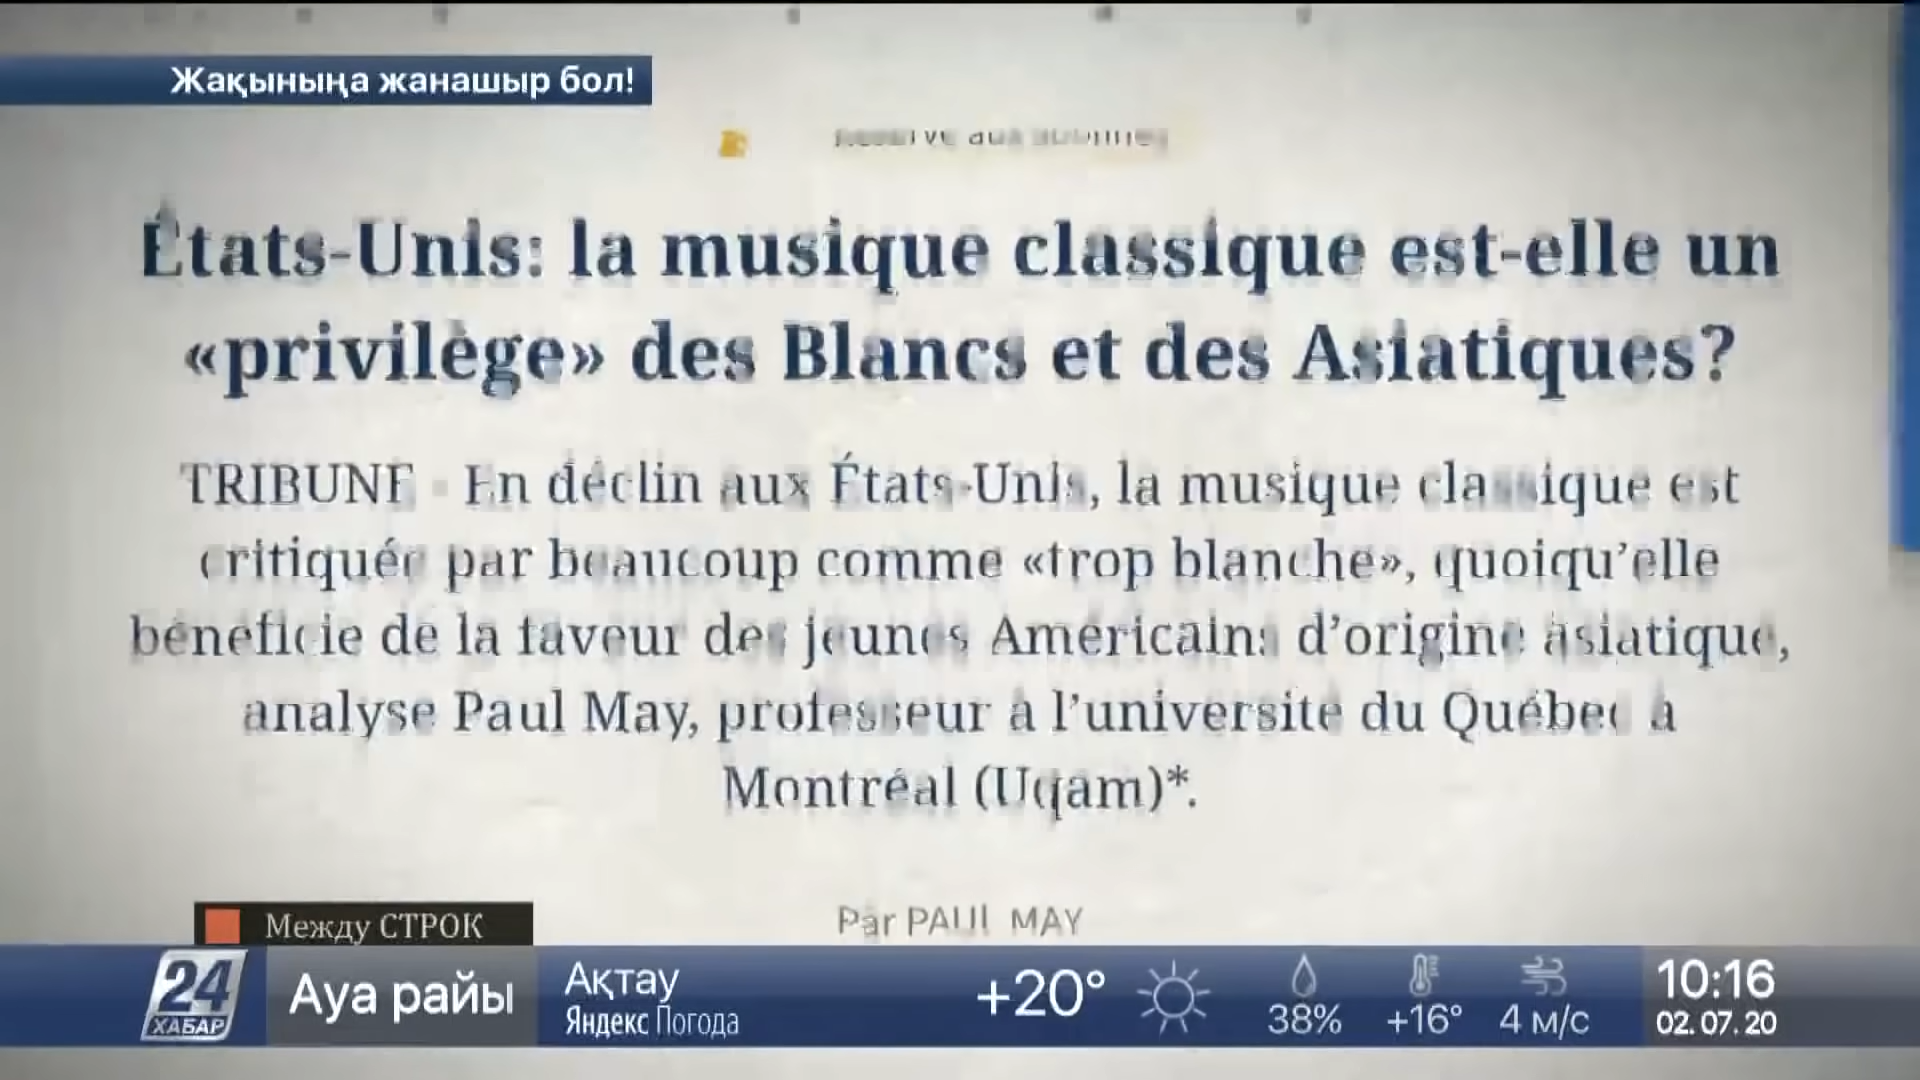 Жақыныңа жанашыр бол!
États-Unis: la musique classique est-elle un
«privilège» des Blancs et des Asiatiques?
TRIBUNE - En déclin aux États-Unis, la musique classique est
critiquée par beaucoup comme «trop blanche», quoiqu’elle
bénéficie de la faveur des jeunes Américains d’origine asiatique,
analyse Paul May, professeur à l’université du Québec à
Montréal (Uqam)*.
Par PAUL MAY
Между СТРОК
24
ХАБАР
Ауа райы
Ақтау
Яндекс Погода
+20°
38%
+16°
4 м/с
10:16
02.07.20